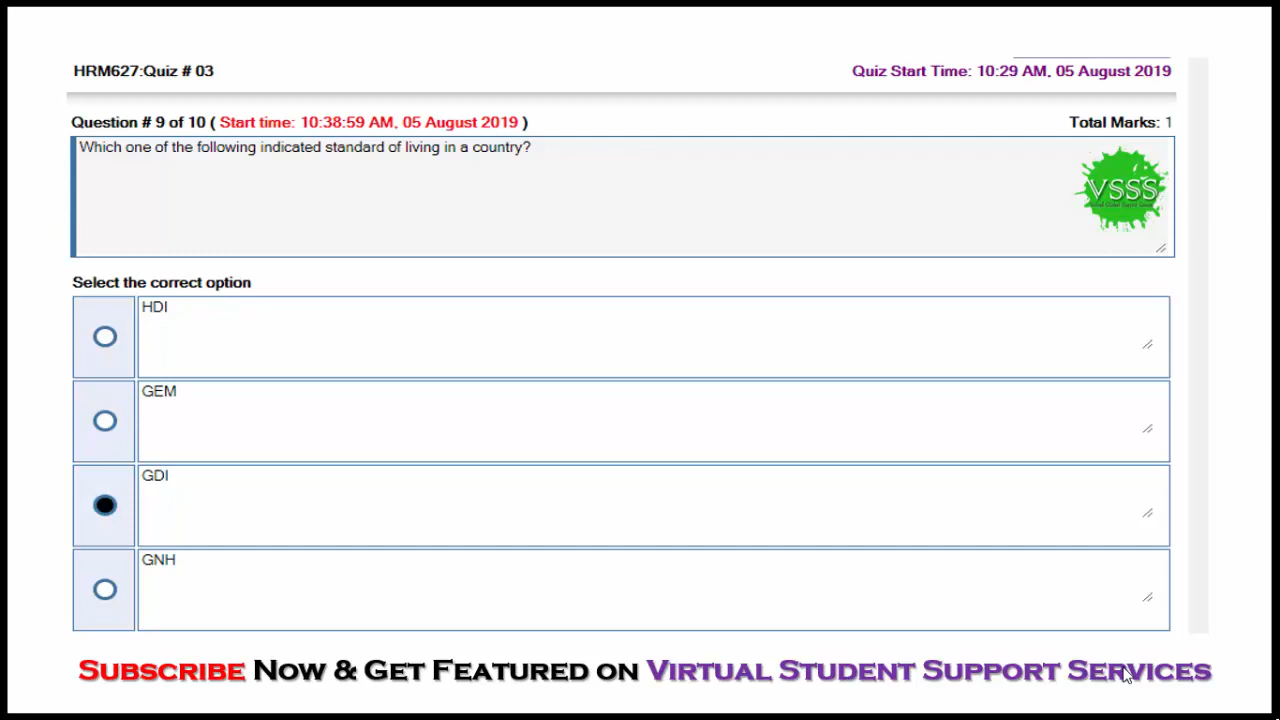 HRM627:Quiz # 03
Quiz Start Time: 10:29 AM, 05 August 2019
Question # 9 of 10 ( Start time: 10:38:59 AM, 05 August 2019 )
Total Marks: 1
Which one of the following indicated standard of living in a country?
VSSS
Select the correct option
HDI
GEM
GDI
GNH
SUBSCRIBE NOW & GET FEATURED ON VIRTUAL STUDENT SUPPORT SERVICES